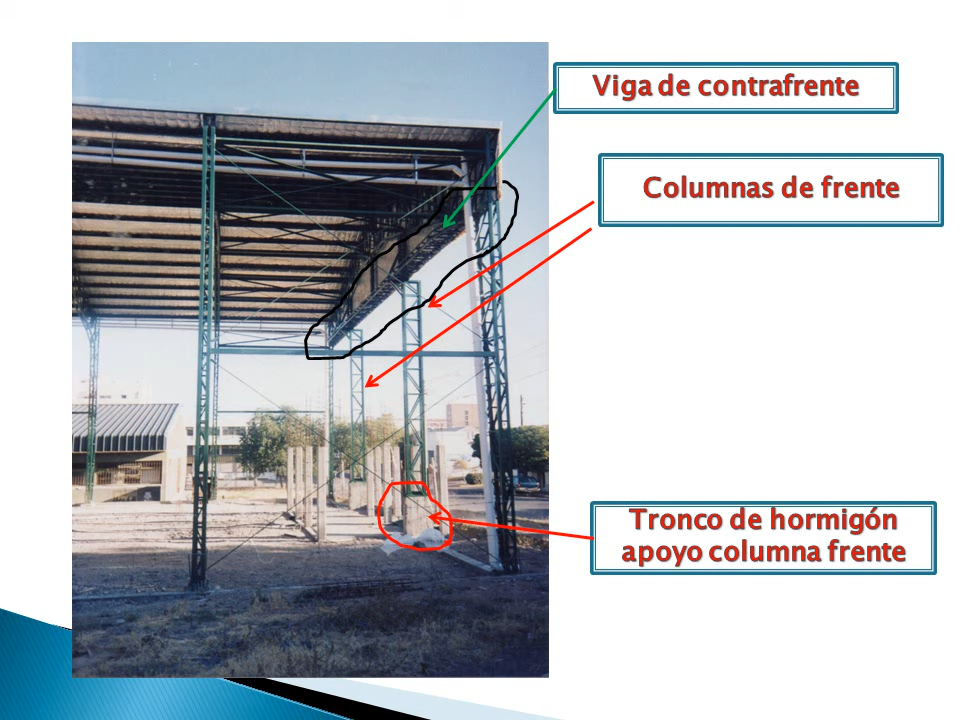 Viga de contrafrente
Columnas de frente
Tronco de hormigón
apoyo columna frente